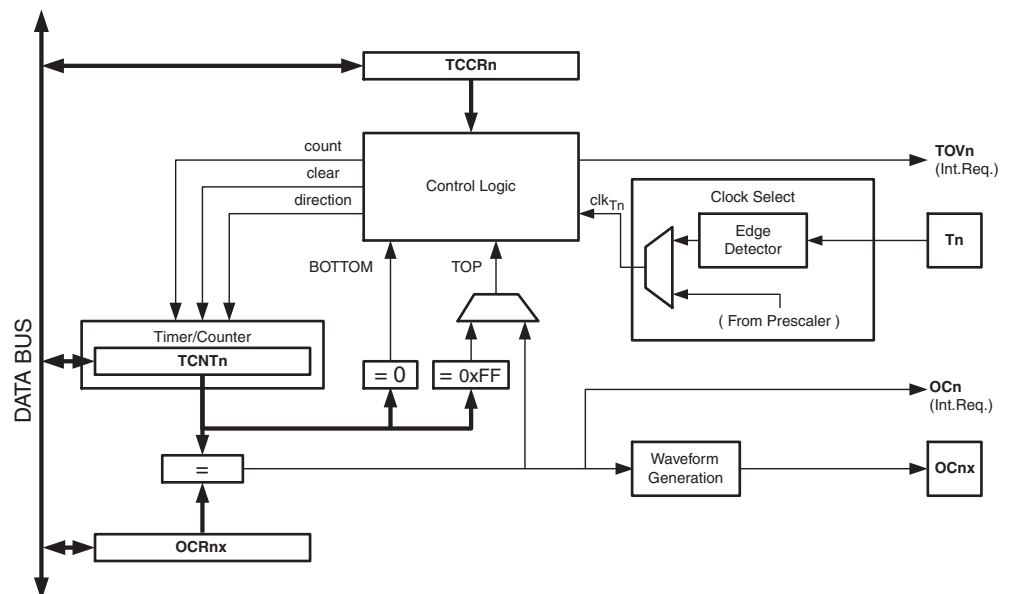 TCCRn
count
clear
direction
Control Logic
TOVn
(Int.Req.)
clkTn
Clock Select
Edge
Detector
Tn
( From Prescaler )
BOTTOM
TOP
DATA BUS
Timer/Counter
TCNTn
= 0
= 0xFF
OCn
(Int.Req.)
=
Waveform
Generation
OCnx
OCRnx